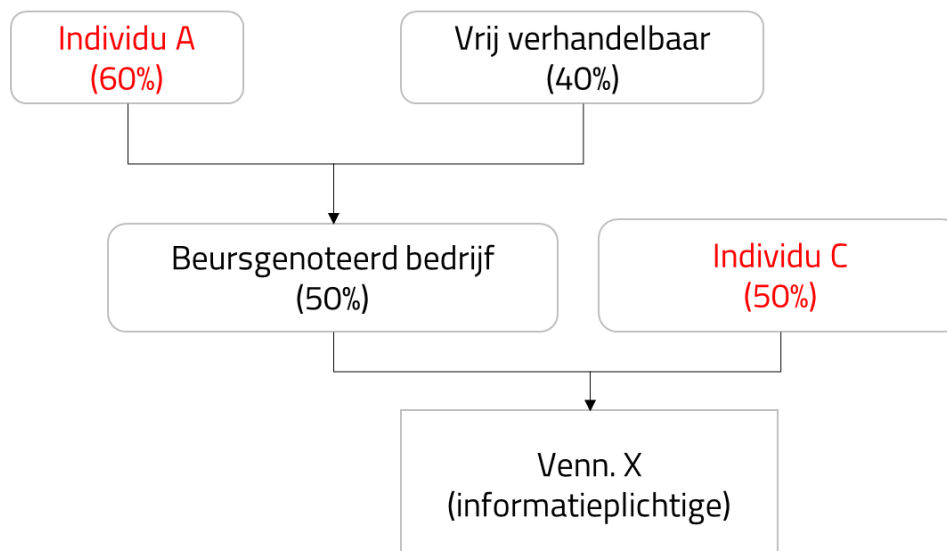 Individu A
(60%)
Vrij verhandelbaar
(40%)
Beursgenoteerd bedrijf
(50%)
Individu C
(50%)
Venn. X
(informatieplichtige)